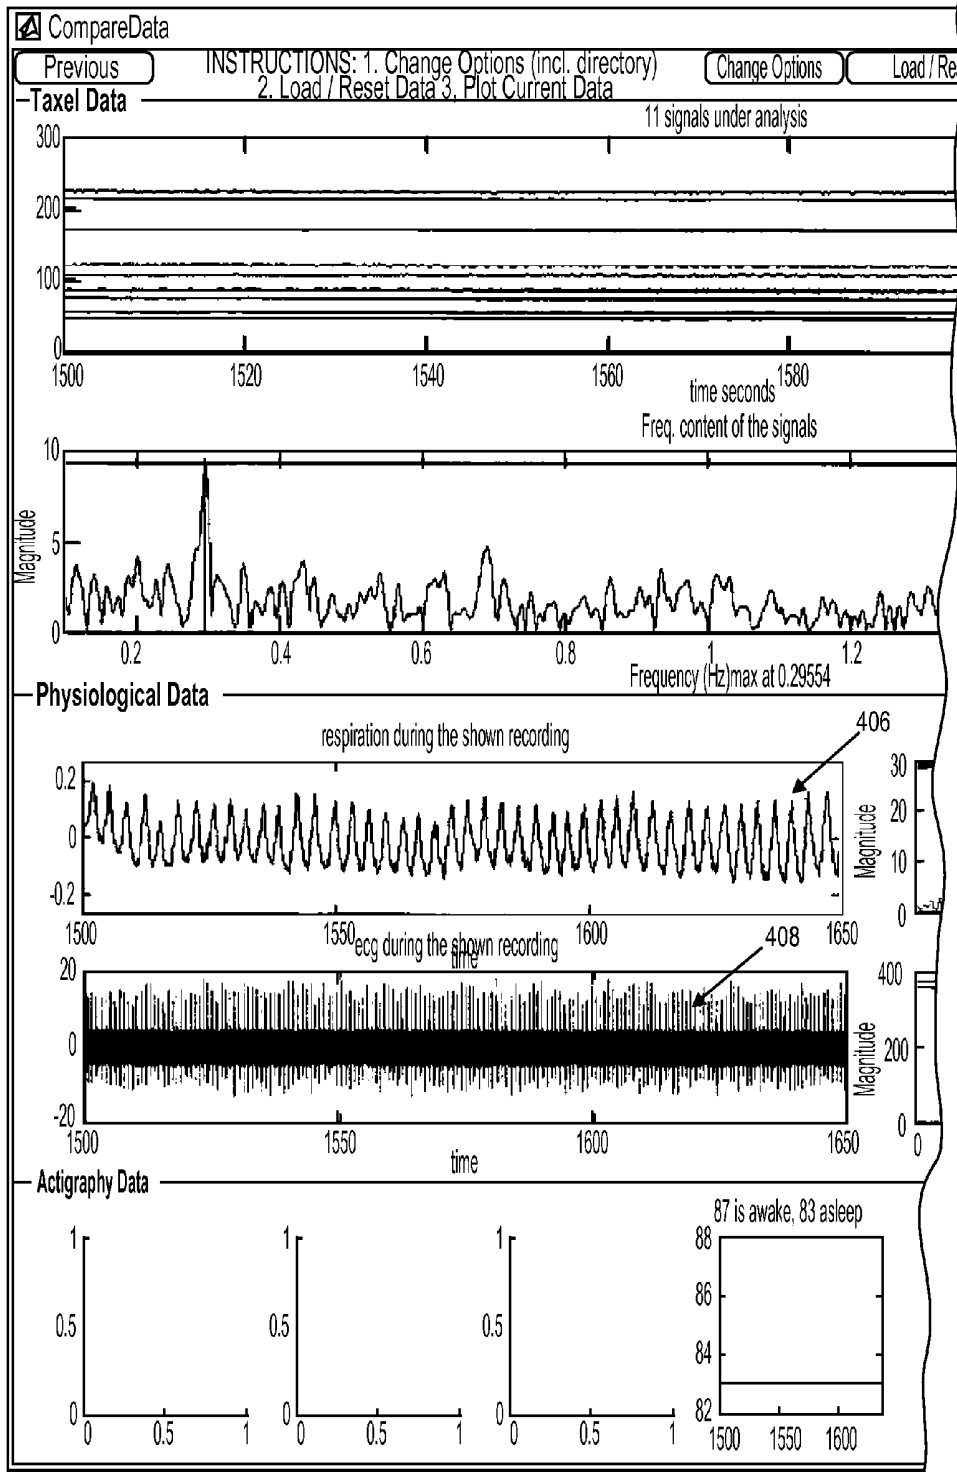 CompareData
Previous
INSTRUCTIONS: 1. Change Options (incl. directory)
2. Load / Reset Data 3. Plot Current Data
Change Options
Load / Re
Taxel Data
11 signals under analysis
300
200
100
0
1500 1520 1540 1560 1580
time seconds
Freq. content of the signals
10
5
0
Magnitude
0.2 0.4 0.6 0.8 1 1.2
Frequency (Hz)max at 0.29554
Physiological Data
406
respiration during the shown recording
0.2
0
-0.2
1500 1550 1600 1650
time
30
20
10
0
Magnitude
408
ecg during the shown recording
20
0
-20
1500 1550 1600 1650
time
400
200
0
Magnitude
0
Actigraphy Data
1
0.5
0
0 0.5 1
1
0.5
0
0 0.5 1
1
0.5
0
0 0.5 1
87 is awake, 83 asleep
88
86
84
82
1500 1550 1600